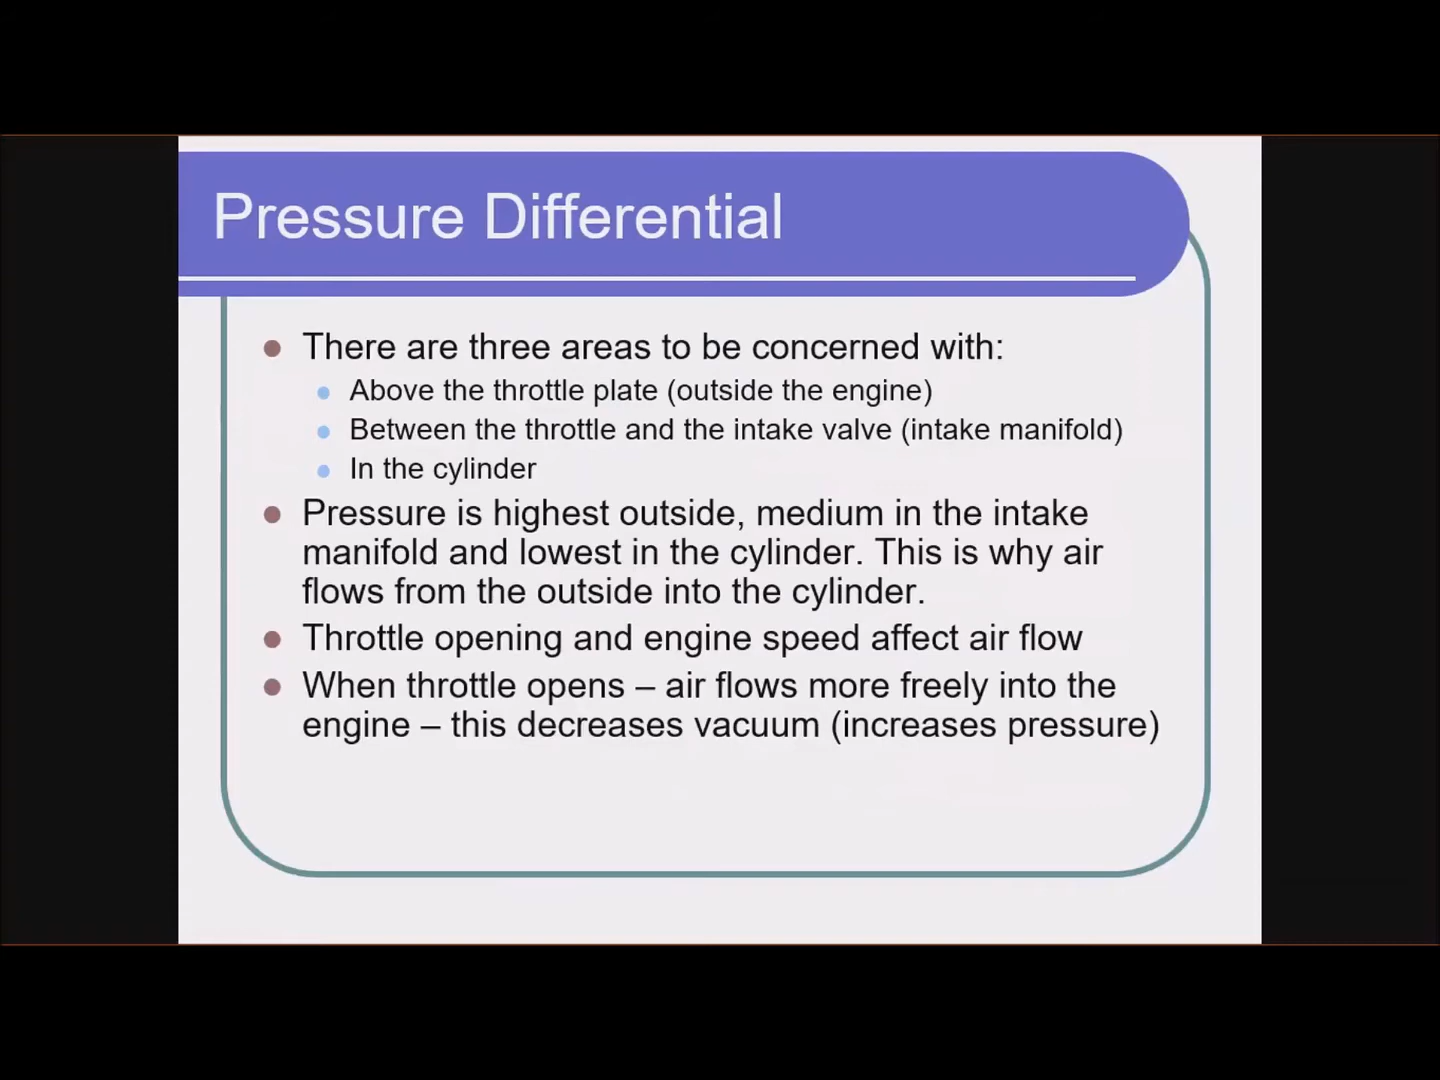 Pressure Differential
There are three areas to be concerned with:
Above the throttle plate (outside the engine)
Between the throttle and the intake valve (intake manifold)
In the cylinder
Pressure is highest outside, medium in the intake
manifold and lowest in the cylinder. This is why air
flows from the outside into the cylinder.
Throttle opening and engine speed affect air flow
When throttle opens – air flows more freely into the
engine – this decreases vacuum (increases pressure)